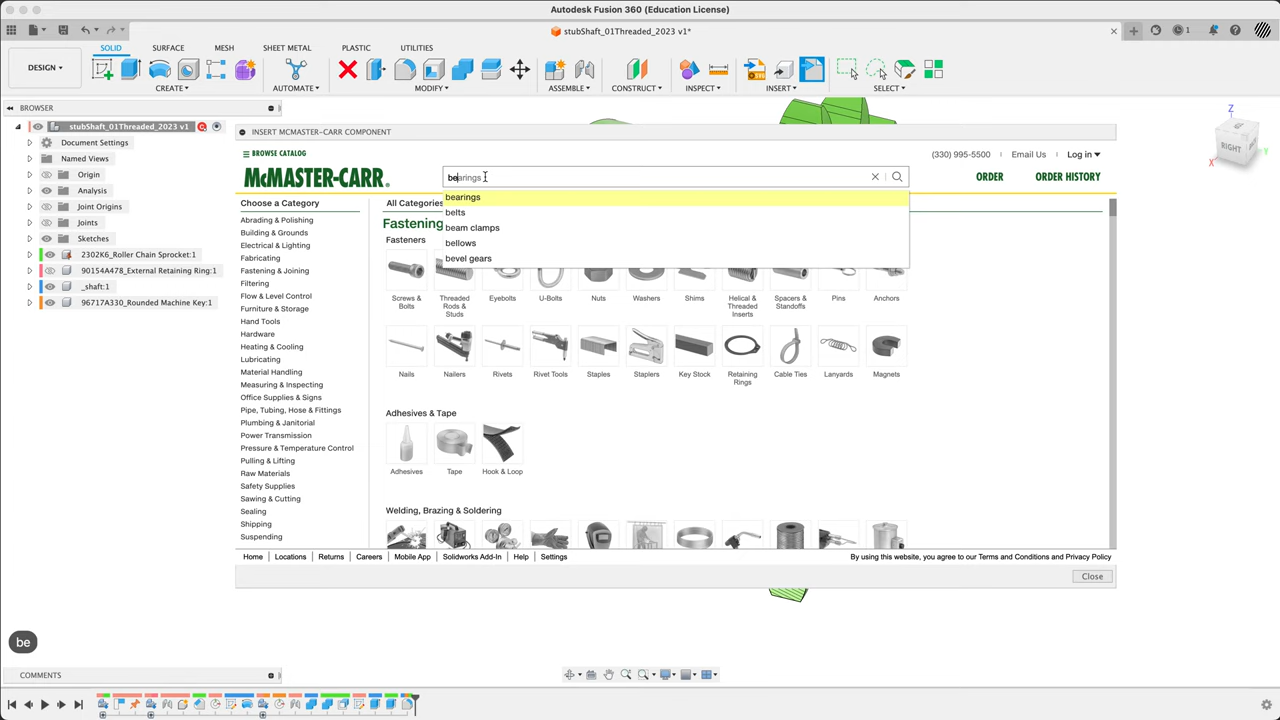 Autodesk Fusion 360 (Education License)
stubShaft_01Threaded_2023 v1*
1
DESIGN
SOLID
SURFACE
MESH
SHEET METAL
PLASTIC
UTILITIES
CREATE
AUTOMATE
MODIFY
ASSEMBLE
CONSTRUCT
INSPECT
INSERT
SELECT
BROWSER
stubShaft_01Threaded_2023 v1
Document Settings
Named Views
Origin
Analysis
Joint Origins
Joints
Sketches
2302K6_Roller Chain Sprocket:1
90154A478_External Retaining Ring:1
_shaft:1
96717A330_Rounded Machine Key:1
INSERT MCMASTER-CARR COMPONENT
BROWSE CATALOG
(330) 995-5500
Email Us
Log in
McMASTER-CARR
bearings
ORDER
ORDER HISTORY
bearings
belts
beam clamps
bellows
bevel gears
Choose a Category
Abrading & Polishing
Building & Grounds
Electrical & Lighting
Fabricating
Fastening & Joining
Filtering
Flow & Level Control
Furniture & Storage
Hand Tools
Hardware
Heating & Cooling
Lubricating
Material Handling
Measuring & Inspecting
Office Supplies & Signs
Pipe, Tubing, Hose & Fittings
Plumbing & Janitorial
Power Transmission
Pressure & Temperature Control
Pulling & Lifting
Raw Materials
Safety Supplies
Sawing & Cutting
Sealing
Shipping
Suspending
All Categories
Fastening
Fasteners
Screws & Bolts
Threaded Rods & Studs
Eyebolts
U-Bolts
Nuts
Washers
Shims
Helical & Threaded Inserts
Spacers & Standoffs
Pins
Anchors
Nails
Nailers
Rivets
Rivet Tools
Staples
Staplers
Key Stock
Retaining Rings
Cable Ties
Lanyards
Magnets
Adhesives & Tape
Adhesives
Tape
Hook & Loop
Welding, Brazing & Soldering
Home
Locations
Returns
Careers
Mobile App
Solidworks Add-In
Help
Settings
By using this website, you agree to our Terms and Conditions and Privacy Policy
Close
Z
RIGHT
X
Y
be
COMMENTS